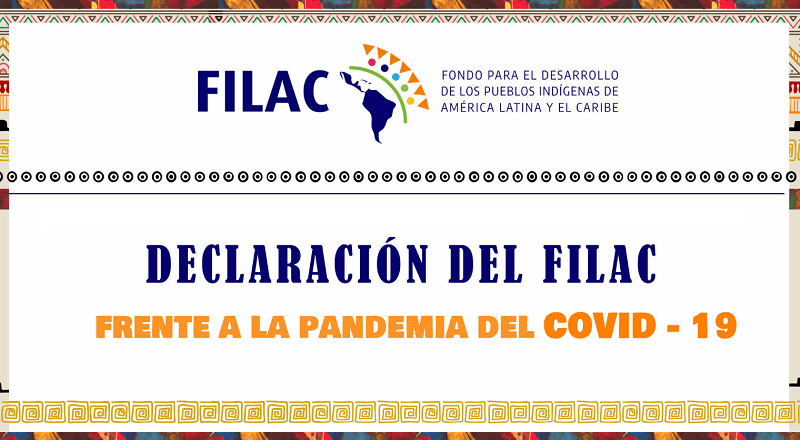 FILAC
FONDO PARA EL DESARROLLO
DE LOS PUEBLOS INDÍGENAS DE
AMÉRICA LATINA Y EL CARIBE
DECLARACIÓN DEL FILAC
FRENTE A LA PANDEMIA DEL COVID - 19